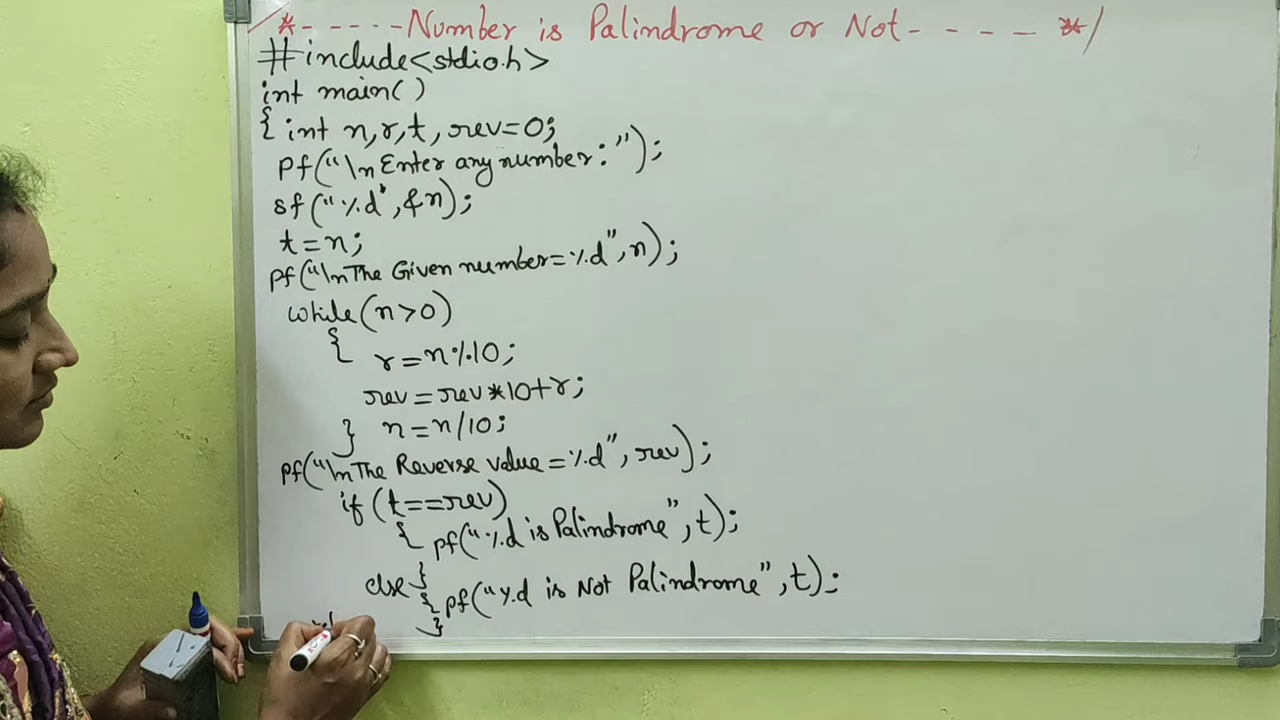 /*-----Number is Palindrome or Not----*/
#include<stdio.h>
int main()
{ int n,r,t,rev=0;
pf("\nEnter any number:");
sf("%d",&n);
t=n;
pf("\nThe Given number=%d",n);
while(n>0)
{ r=n%10;
rev=rev*10+r;
} n=n/10;
pf("\nThe Reverse value=%d",rev);
if(t==rev)
{ pf("%d is Palindrome",t);
else }
{ pf("%d is Not Palindrome",t);
}